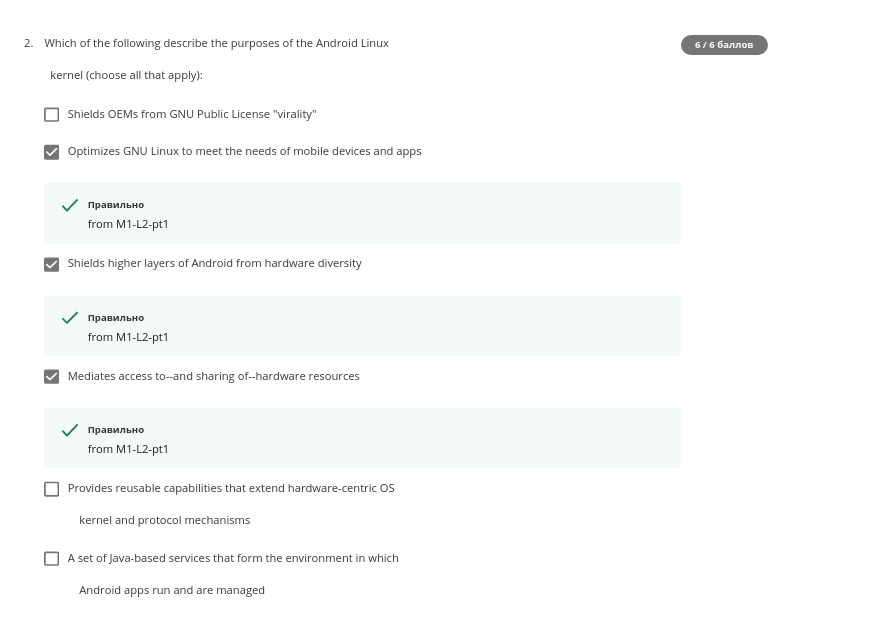 2. Which of the following describe the purposes of the Android Linux
6 / 6 баллов
kernel (choose all that apply):
Shields OEMs from GNU Public License "virality"
Optimizes GNU Linux to meet the needs of mobile devices and apps
Правильно
from M1-L2-pt1
Shields higher layers of Android from hardware diversity
Правильно
from M1-L2-pt1
Mediates access to--and sharing of--hardware resources
Правильно
from M1-L2-pt1
Provides reusable capabilities that extend hardware-centric OS
kernel and protocol mechanisms
A set of Java-based services that form the environment in which
Android apps run and are managed